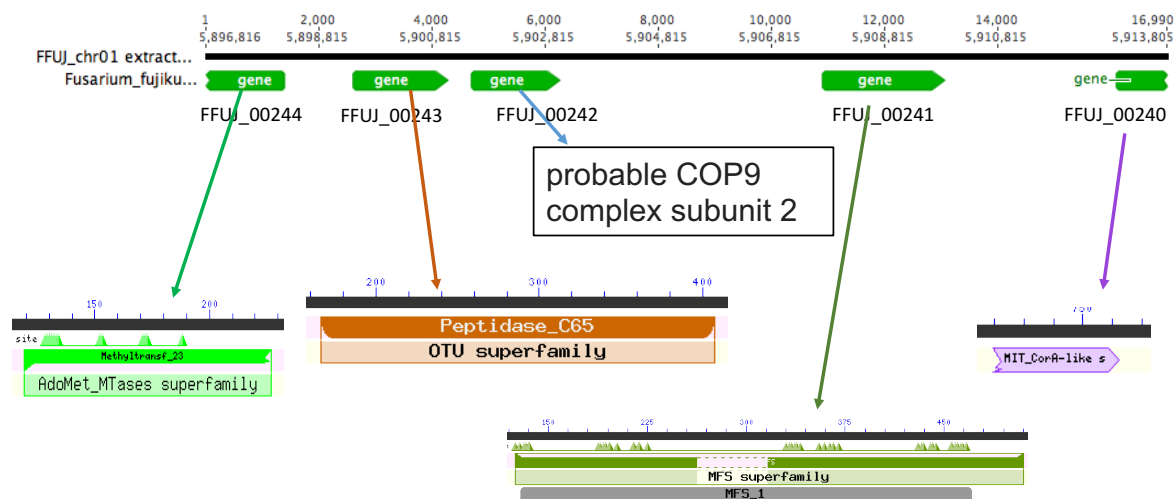 1 2,000 4,000 6,000 8,000 10,000 12,000 14,000 16,990
5,896,816 5,898,815 5,900,815 5,902,815 5,904,815 5,906,815 5,908,815 5,910,815 5,913,805
FFUJ_chr01 extract...
Fusarium_fujiku... gene gene gene gene gene
FFUJ_00244 FFUJ_00243 FFUJ_00242 FFUJ_00241 FFUJ_00240
probable COP9
complex subunit 2
150 200
site
Methyltransf_23
AdoMet_MTases superfamily
200 300 400
Peptidase_C65
OTU superfamily
750
MIT_CorA-like s
150 225 300 375 450
MFS superfamily
MFS_1